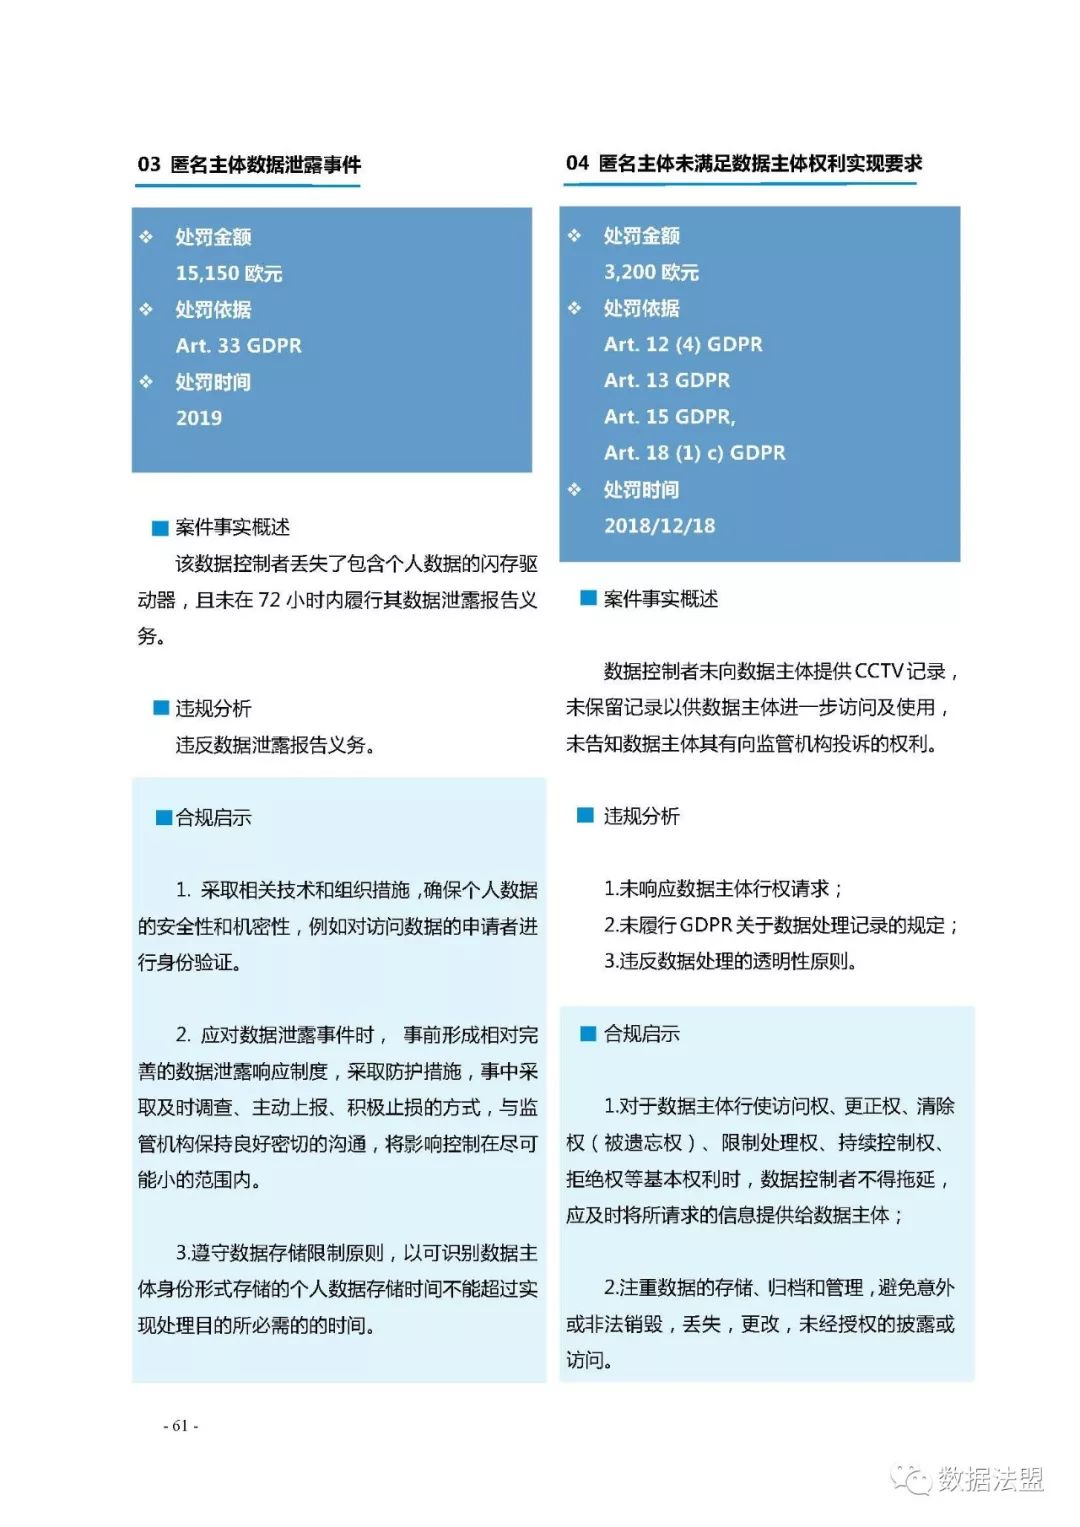 03 匿名主体数据泄露事件
❖ 处罚金额
15,150 欧元
❖ 处罚依据
Art. 33 GDPR
❖ 处罚时间
2019
■ 案件事实概述
该数据控制者丢失了包含个人数据的闪存驱
动器，且未在 72 小时内履行其数据泄露报告义
务。
■ 违规分析
违反数据泄露报告义务。
■ 合规启示
1. 采取相关技术和组织措施，确保个人数据
的安全性和机密性，例如对访问数据的申请者进
行身份验证。
2. 应对数据泄露事件时， 事前形成相对完
善的数据泄露响应制度，采取防护措施，事中采
取及时调查、主动上报、积极止损的方式，与监
管机构保持良好密切的沟通，将影响控制在尽可
能小的范围内。
3.遵守数据存储限制原则，以可识别数据主
体身份形式存储的个人数据存储时间不能超过实
现处理目的所必需的的时间。
04 匿名主体未满足数据主体权利实现要求
❖ 处罚金额
3,200 欧元
❖ 处罚依据
Art. 12 (4) GDPR
Art. 13 GDPR
Art. 15 GDPR,
Art. 18 (1) c) GDPR
❖ 处罚时间
2018/12/18
■ 案件事实概述
数据控制者未向数据主体提供 CCTV 记录，
未保留记录以供数据主体进一步访问及使用，
未告知数据主体其有向监管机构投诉的权利。
■ 违规分析
1.未响应数据主体行权请求；
2.未履行 GDPR 关于数据处理记录的规定；
3.违反数据处理的透明性原则。
■ 合规启示
1.对于数据主体行使访问权、更正权、清除
权（被遗忘权）、限制处理权、持续控制权、
拒绝权等基本权利时，数据控制者不得拖延，
应及时将所请求的信息提供给数据主体；
2.注重数据的存储、归档和管理，避免意外
或非法销毁，丢失，更改，未经授权的披露或
访问。
- 61 -
数据法盟